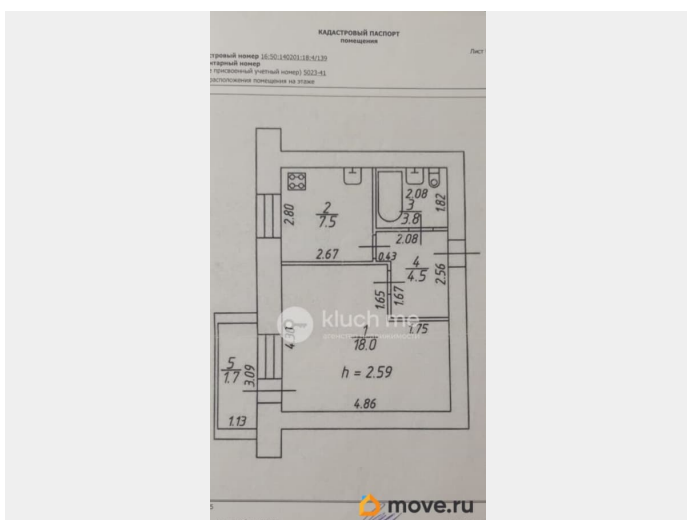 КАДАСТРОВЫЙ ПАСПОРТ
помещения
Лист
стровый номер 16:50:140201:18:4/139
нтарный номер
е присвоенный учетный номер) 5023-41
расположения помещения на этаже
2.08
2
7.5
2.80
3
3.8
1.82
2.08
2.67
0.43
4
4.5
2.56
1.65
1.67
kluch me
1.75
1
18.0
5
1.7
3.09
h = 2.59
4.86
1.13
5
move.ru